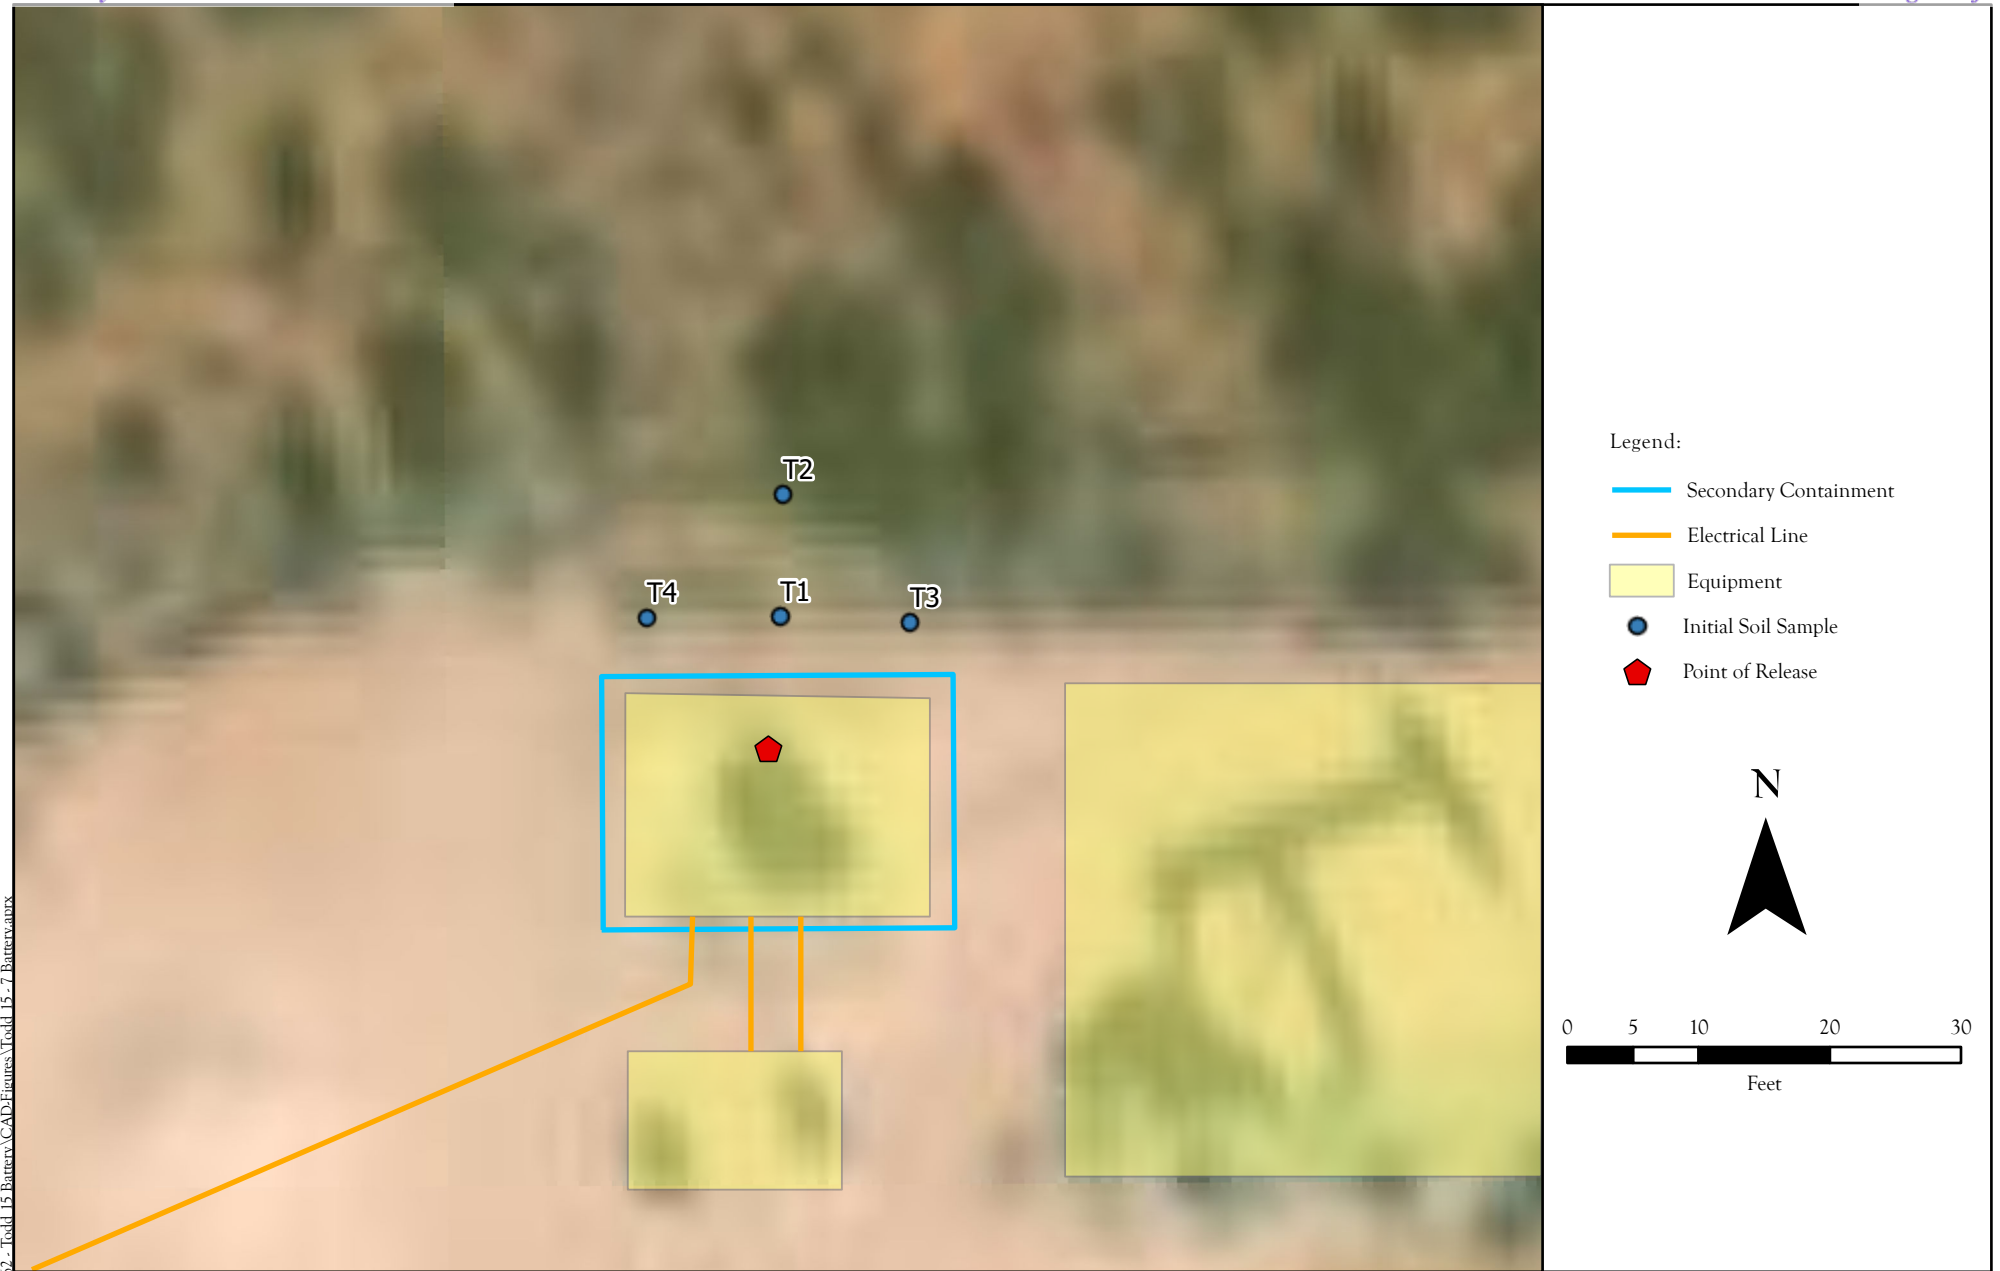 T2
T4
T1
T3
Legend:
Secondary Containment
Electrical Line
Equipment
Initial Soil Sample
Point of Release
N
0 5 10 20 30
Feet
- Todd 15 Battery\CAD-Figures\Todd 15 - 7 Battery.aprx